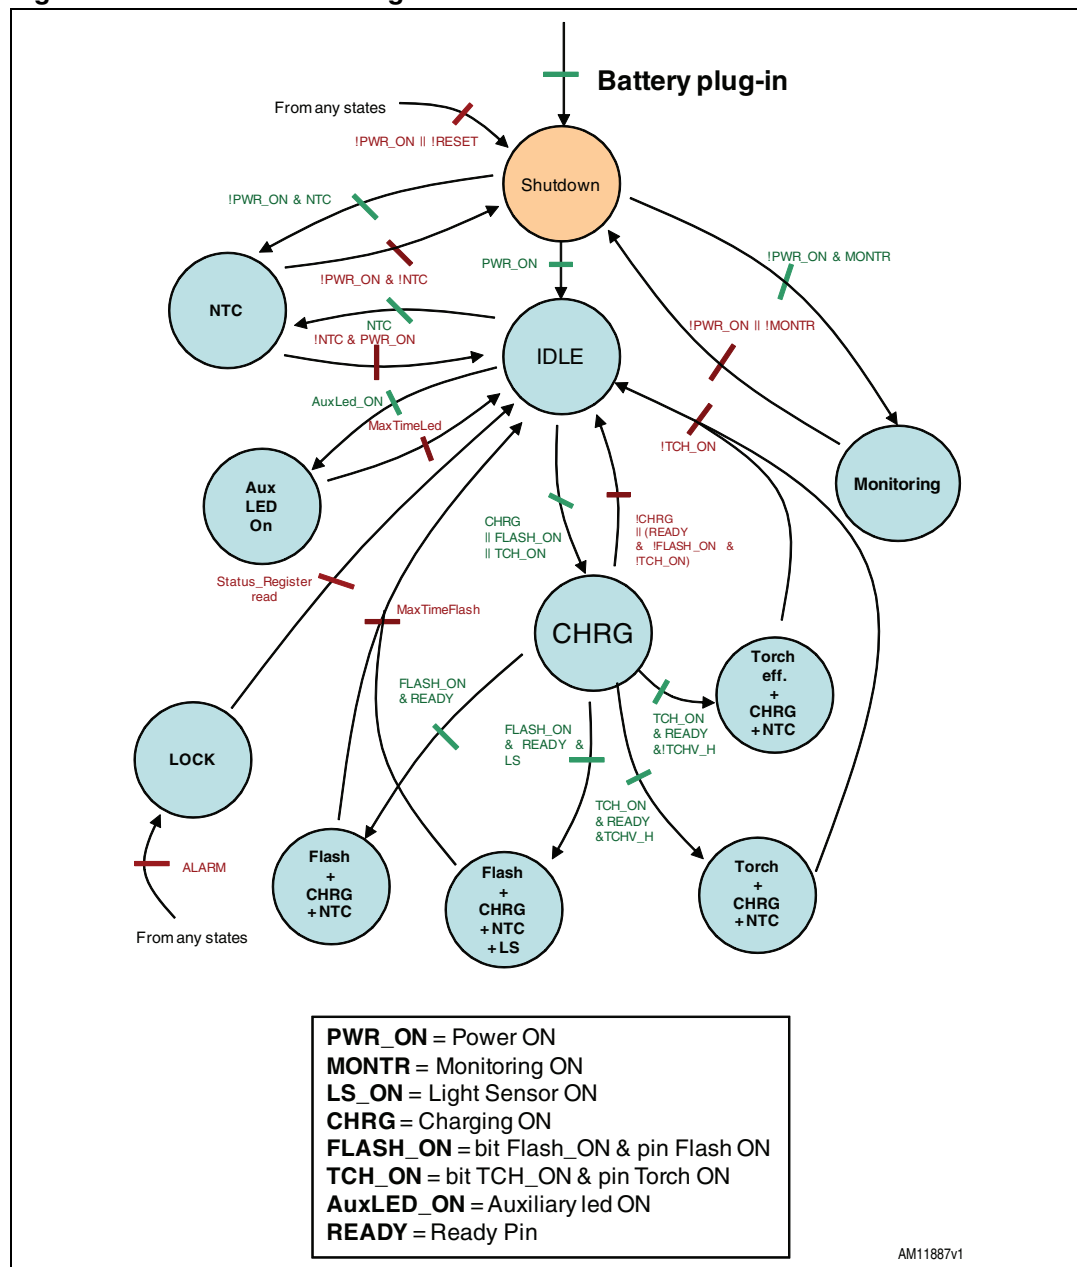 Battery plug-in
From any states
!PWR_ON || !RESET
Shutdown
!PWR_ON & NTC
!PWR_ON & MONTR
PWR_ON
!PWR_ON & !NTC
NTC
NTC
!PWR_ON || !MONTR
!NTC & PWR_ON
IDLE
AuxLed_ON
MaxTimeLed
!TCH_ON
Monitoring
Aux
LED
On
CHRG
|| FLASH_ON
|| TCH_ON
!CHRG
|| (READY
& !FLASH_ON &
!TCH_ON)
Status_Register
read
MaxTimeFlash
CHRG
Torch
eff.
+
CHRG
+NTC
FLASH_ON
& READY
TCH_ON
& READY
&!TCHV_H
FLASH_ON
& READY &
LS
LOCK
TCH_ON
& READY
&TCHV_H
ALARM
Flash
+
CHRG
+NTC
Flash
+
CHRG
+NTC
+LS
Torch
+
CHRG
+NTC
From any states
PWR_ON = Power ON
MONTR = Monitoring ON
LS_ON = Light Sensor ON
CHRG = Charging ON
FLASH_ON = bit Flash_ON & pin Flash ON
TCH_ON = bit TCH_ON & pin Torch ON
AuxLED_ON = Auxiliary led ON
READY = Ready Pin
AM11887v1